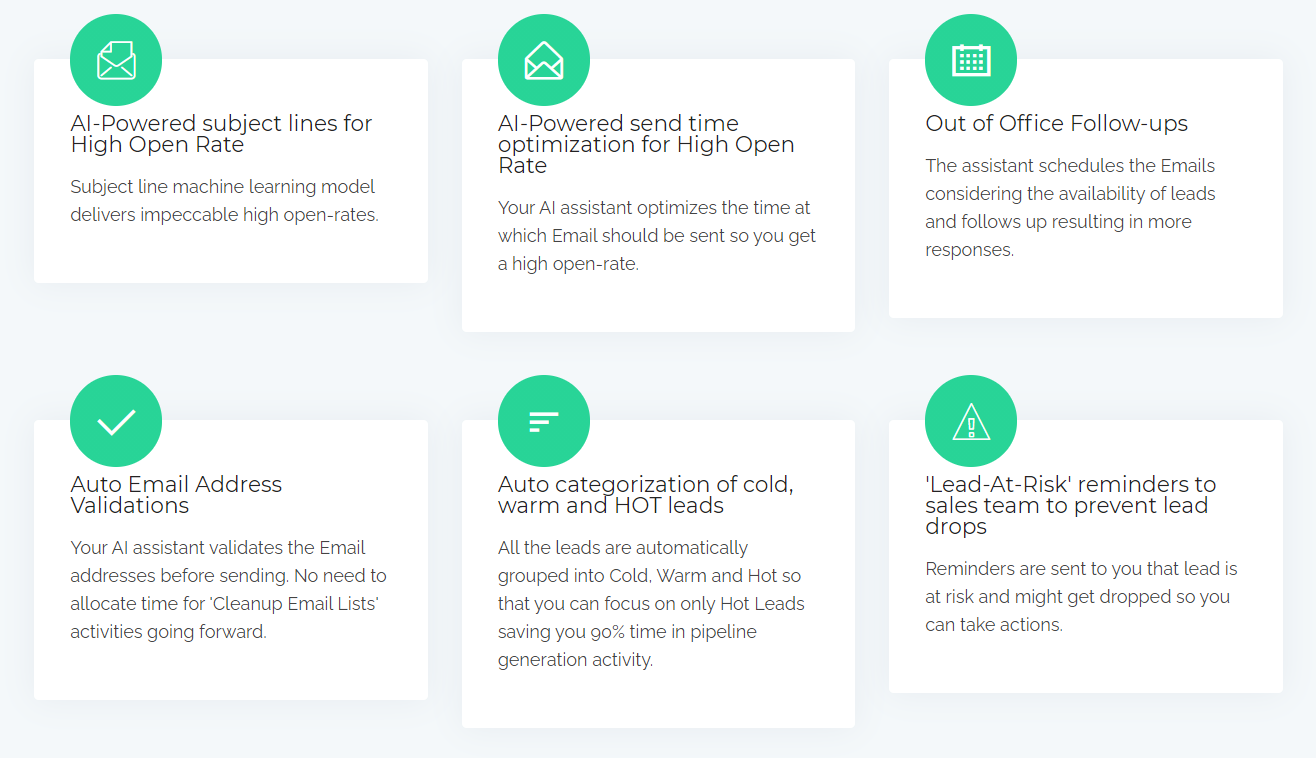 AI-Powered subject lines for
High Open Rate
Subject line machine learning model
delivers impeccable high open-rates.
AI-Powered send time
optimization for High Open
Rate
Your AI assistant optimizes the time at
which Email should be sent so you get
a high open-rate.
Out of Office Follow-ups
The assistant schedules the Emails
considering the availability of leads
and follows up resulting in more
responses.
Auto Email Address
Validations
Your AI assistant validates the Email
addresses before sending. No need to
allocate time for 'Cleanup Email Lists'
activities going forward.
Auto categorization of cold,
warm and HOT leads
All the leads are automatically
grouped into Cold, Warm and Hot so
that you can focus on only Hot Leads
saving you 90% time in pipeline
generation activity.
'Lead-At-Risk' reminders to
sales team to prevent lead
drops
Reminders are sent to you that lead is
at risk and might get dropped so you
can take actions.